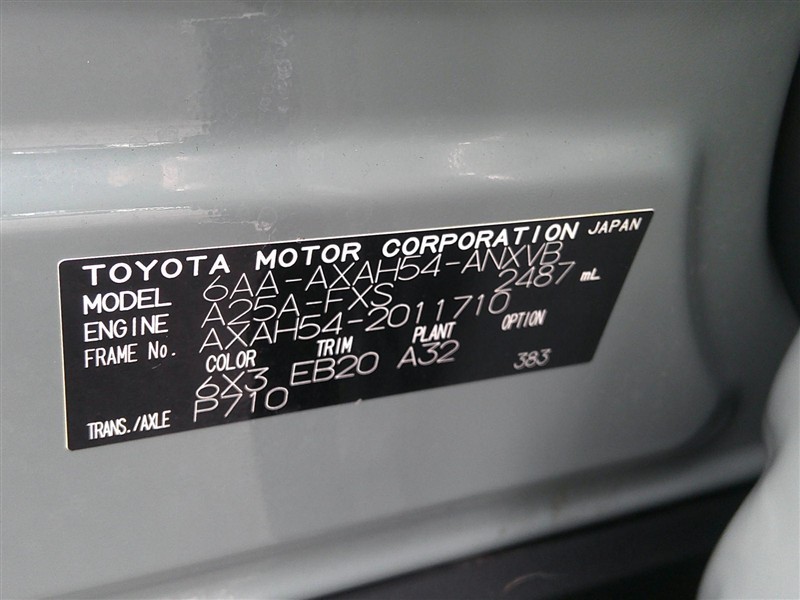 TOYOTA MOTOR CORPORATION JAPAN
MODEL 6AA-AXAH54-ANXVB
ENGINE A25A-FXS 2487 mL
FRAME No. AXAH54-2011710
COLOR TRIM PLANT OPTION
6X3 EB20 A32 383
TRANS./AXLE P710